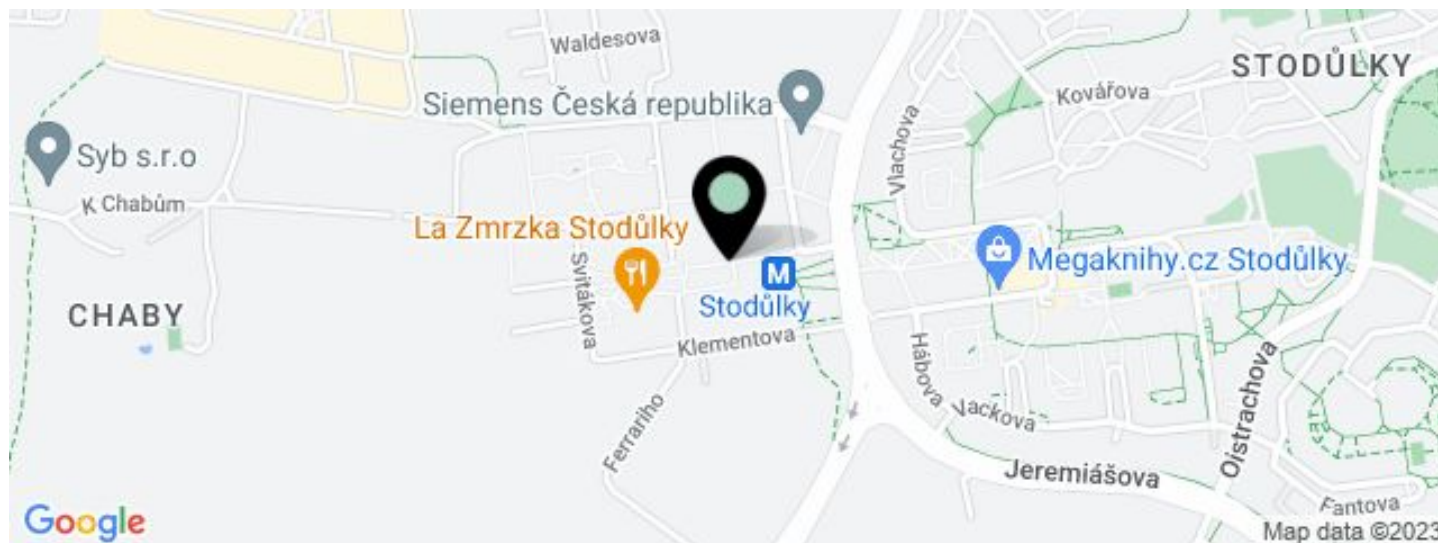 Waldesova
STODŮLKY
Kovářova
Siemens Česká republika
Vlachova
Syb s.r.o
K Chabům
La Zmrzka Stodůlky
Svitákova
M
Megaknihy.cz Stodůlky
Stodůlky
CHABY
Klementova
Hábova
Vackova
Oistrachova
Ferrariho
Jeremiášova
Fantova
Google
Map data ©2023